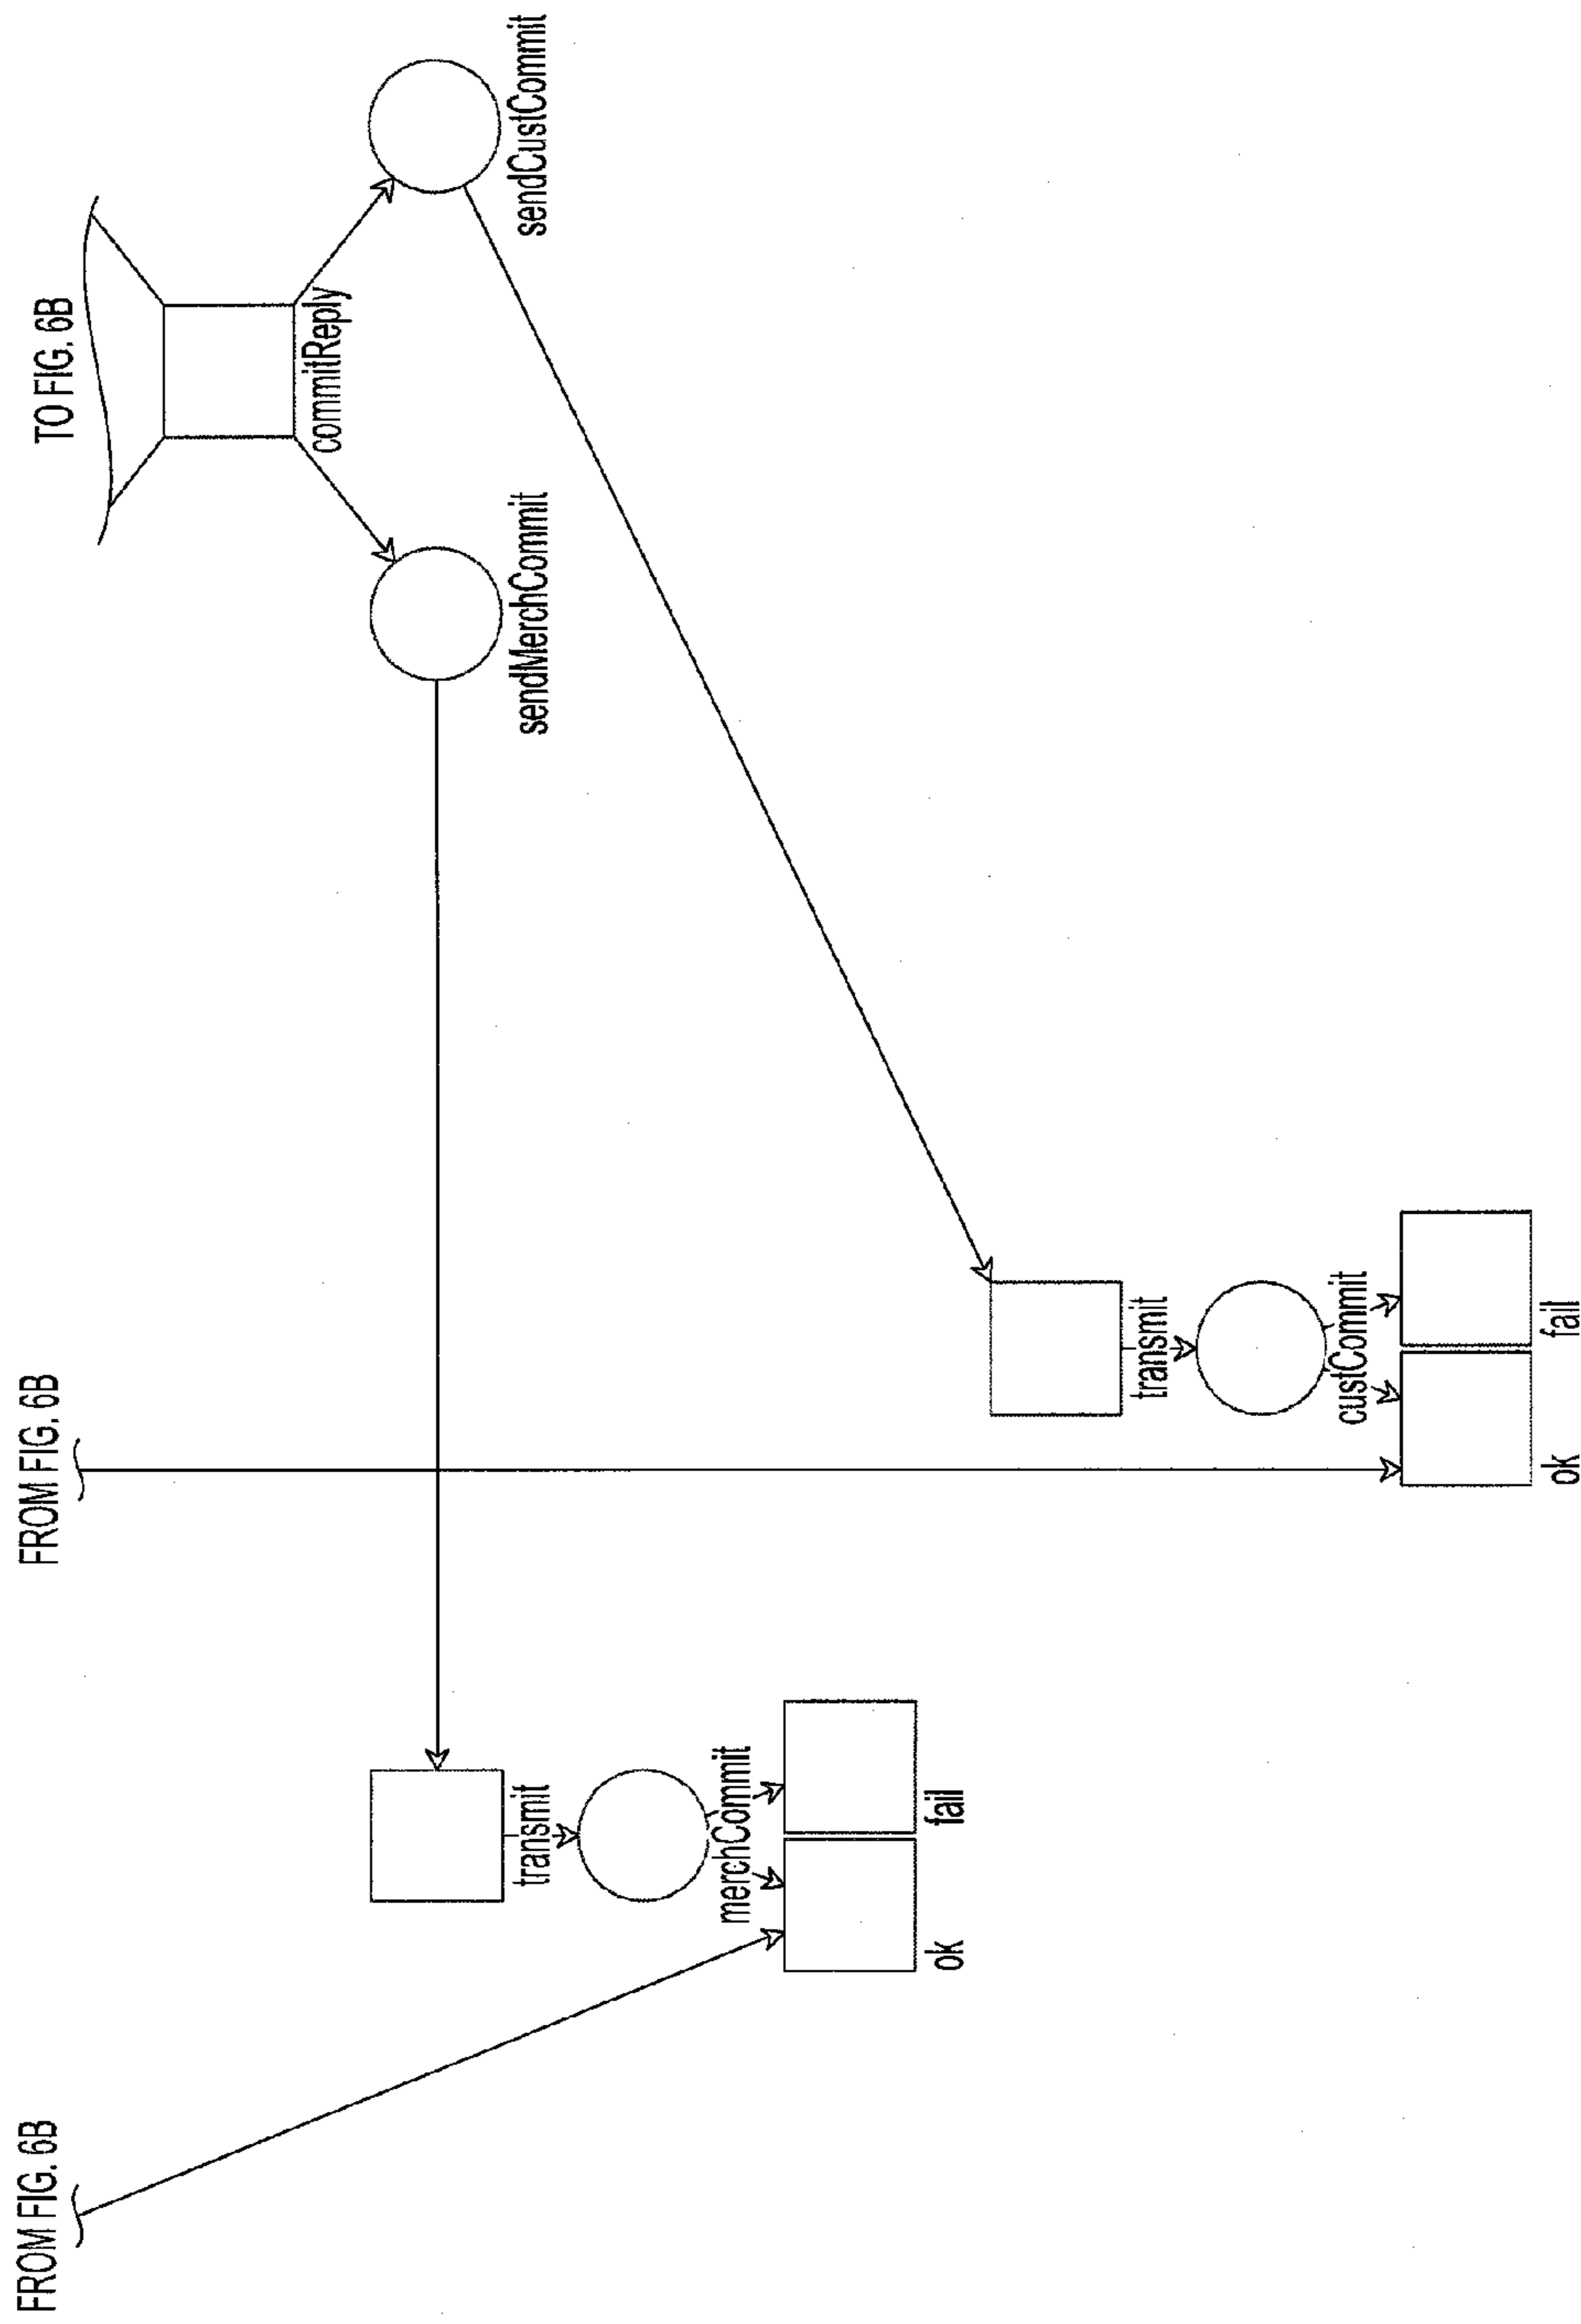 FROM FIG. 6B
FROM FIG. 6B
TO FIG. 6B
commitReply
transmit
sendMerchCommit
sendCustCommit
merchCommit
ok
fail
transmit
custCommit
ok
fail